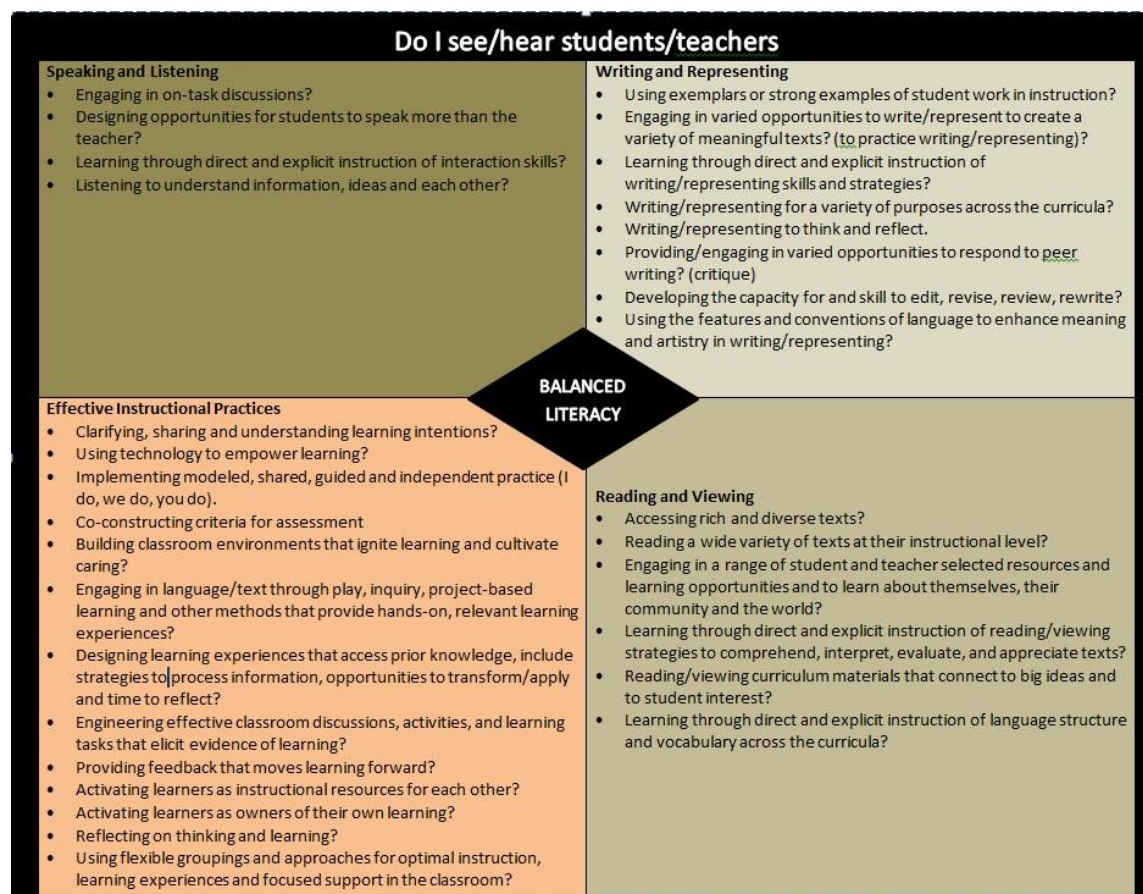 Do I see/hear students/teachers
Speaking and Listening
• Engaging in on-task discussions?
• Designing opportunities for students to speak more than the
teacher?
• Learning through direct and explicit instruction of interaction skills?
• Listening to understand information, ideas and each other?
Writing and Representing
• Using exemplars or strong examples of student work in instruction?
• Engaging in varied opportunities to write/represent to create a
variety of meaningful texts? (to practice writing/representing)?
• Learning through direct and explicit instruction of
writing/representing skills and strategies?
• Writing/representing for a variety of purposes across the curricula?
• Writing/representing to think and reflect.
• Providing/engaging in varied opportunities to respond to peer
writing? (critique)
• Developing the capacity for and skill to edit, revise, review, rewrite?
• Using the features and conventions of language to enhance meaning
and artistry in writing/representing?
BALANCED
LITERACY
Effective Instructional Practices
• Clarifying, sharing and understanding learning intentions?
• Using technology to empower learning?
• Implementing modeled, shared, guided and independent practice (I
do, we do, you do).
• Co-constructing criteria for assessment
• Building classroom environments that ignite learning and cultivate
caring?
• Engaging in language/text through play, inquiry, project-based
learning and other methods that provide hands-on, relevant learning
experiences?
• Designing learning experiences that access prior knowledge, include
strategies to process information, opportunities to transform/apply
and time to reflect?
• Engineering effective classroom discussions, activities, and learning
tasks that elicit evidence of learning?
• Providing feedback that moves learning forward?
• Activating learners as instructional resources for each other?
• Activating learners as owners of their own learning?
• Reflecting on thinking and learning?
• Using flexible groupings and approaches for optimal instruction,
learning experiences and focused support in the classroom?
Reading and Viewing
• Accessing rich and diverse texts?
• Reading a wide variety of texts at their instructional level?
• Engaging in a range of student and teacher selected resources and
learning opportunities and to learn about themselves, their
community and the world?
• Learning through direct and explicit instruction of reading/viewing
strategies to comprehend, interpret, evaluate, and appreciate texts?
• Reading/viewing curriculum materials that connect to big ideas and
to student interest?
• Learning through direct and explicit instruction of language structure
and vocabulary across the curricula?